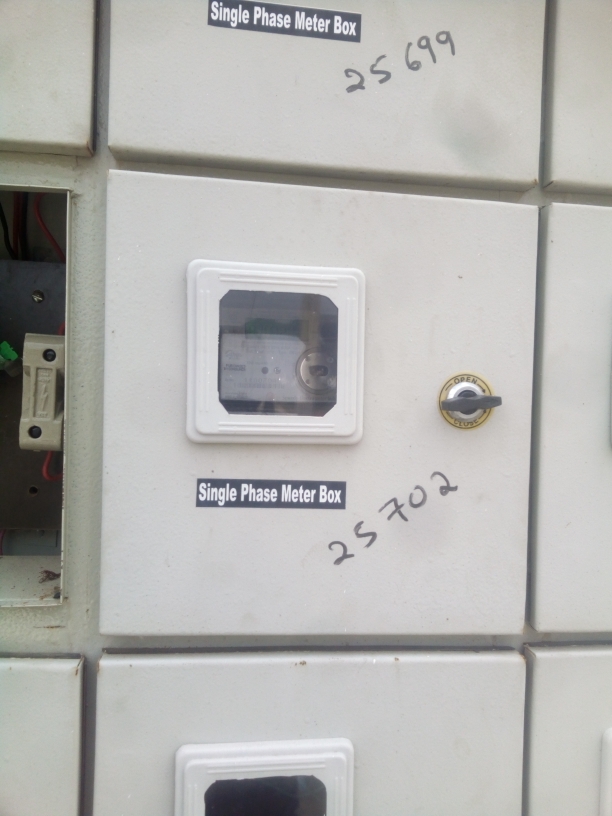 Single Phase Meter Box
25699
OPEN
CLOSE
Single Phase Meter Box
25702